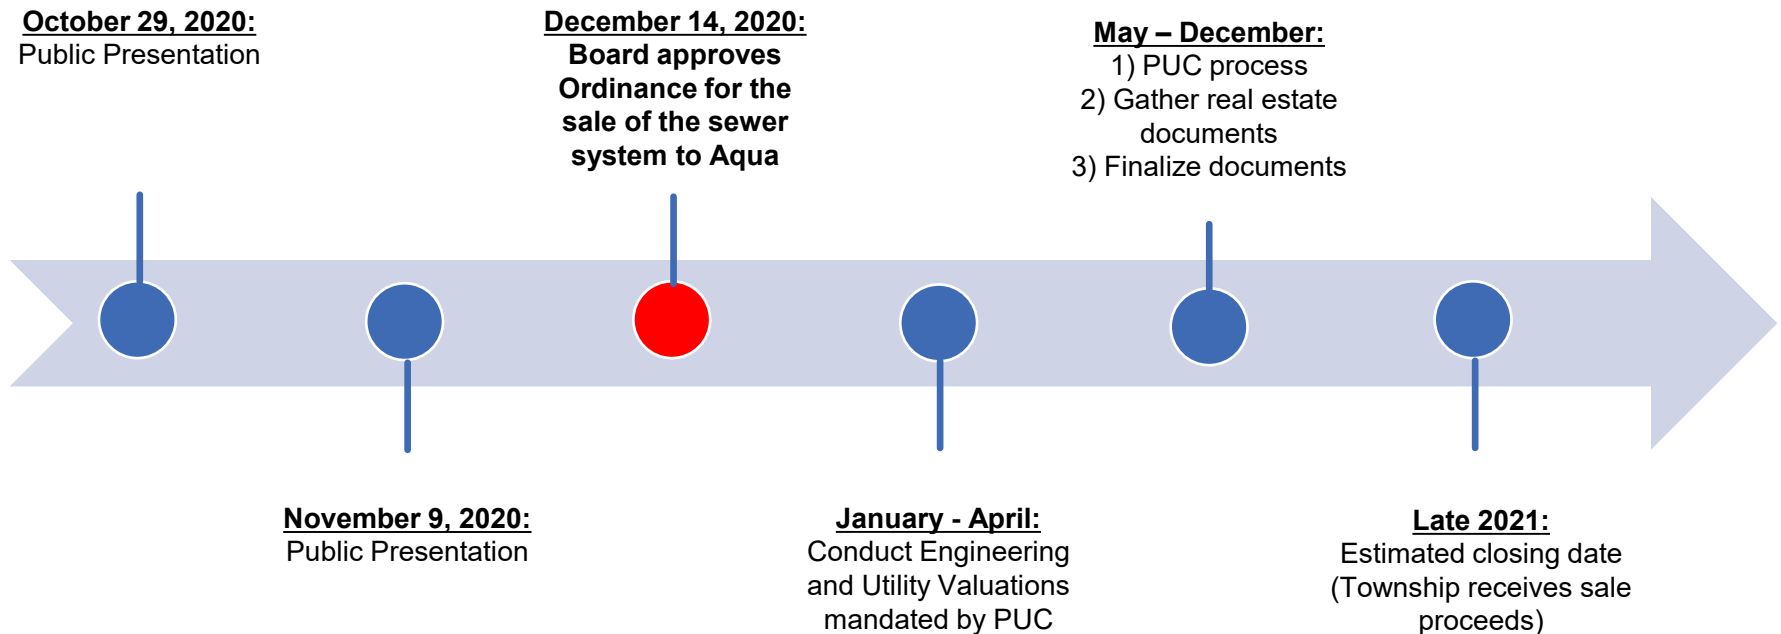 October 29, 2020:
Public Presentation
November 9, 2020:
Public Presentation
December 14, 2020:
Board approves
Ordinance for the
sale of the sewer
system to Aqua
January - April:
Conduct Engineering
and Utility Valuations
mandated by PUC
May – December:
1) PUC process
2) Gather real estate
documents
3) Finalize documents
Late 2021:
Estimated closing date
(Township receives sale
proceeds)